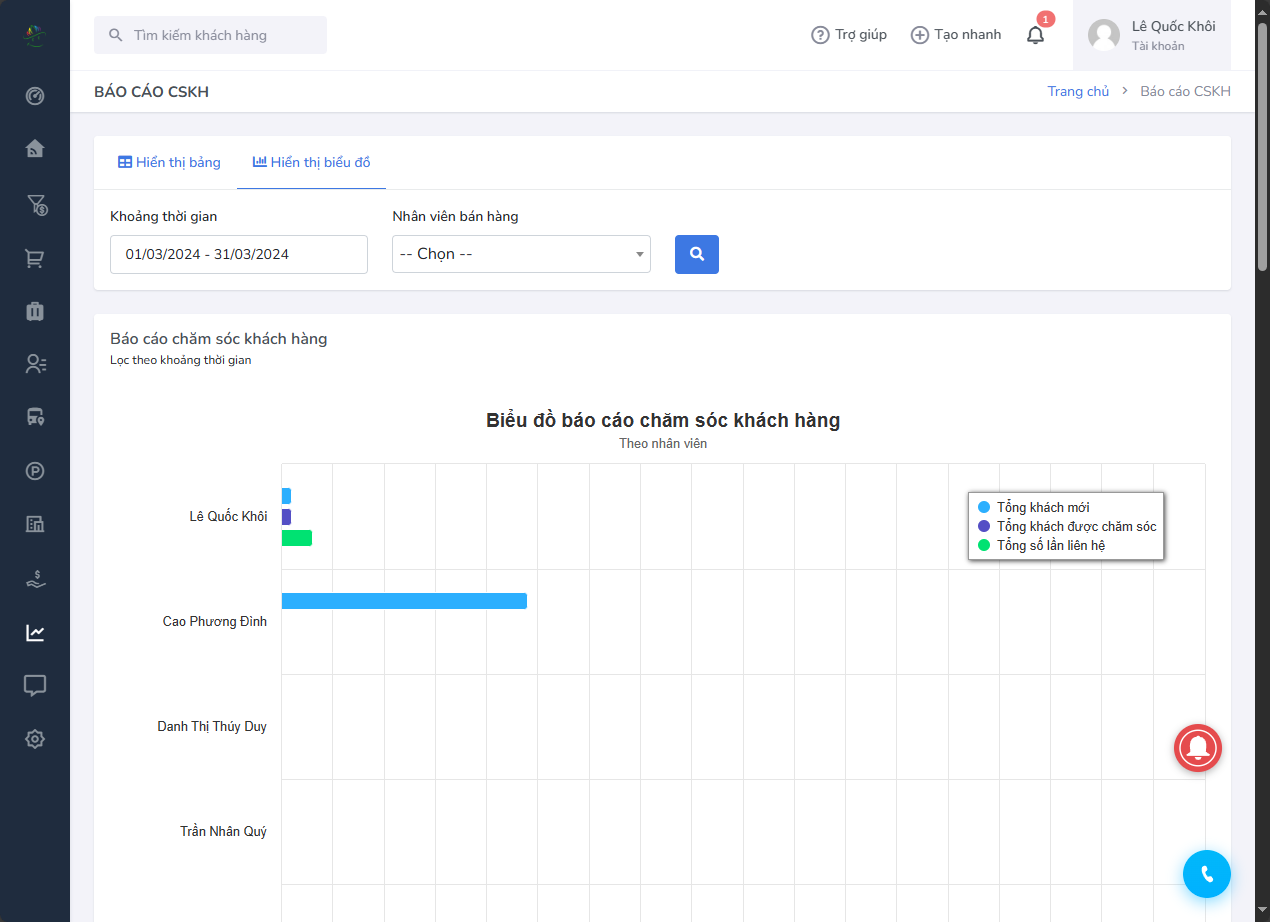 Tìm kiếm khách hàng
Trợ giúp
Tạo nhanh
1
Lê Quốc Khôi
Tài khoản
BÁO CÁO CSKH
Trang chủ > Báo cáo CSKH
Hiển thị bảng
Hiển thị biểu đồ
Khoảng thời gian
Nhân viên bán hàng
01/03/2024 - 31/03/2024
-- Chọn --
Báo cáo chăm sóc khách hàng
Lọc theo khoảng thời gian
Biểu đồ báo cáo chăm sóc khách hàng
Theo nhân viên
Tổng khách mới
Tổng khách được chăm sóc
Tổng số lần liên hệ
Lê Quốc Khôi
Cao Phương Đình
Danh Thị Thúy Duy
Trần Nhân Quý